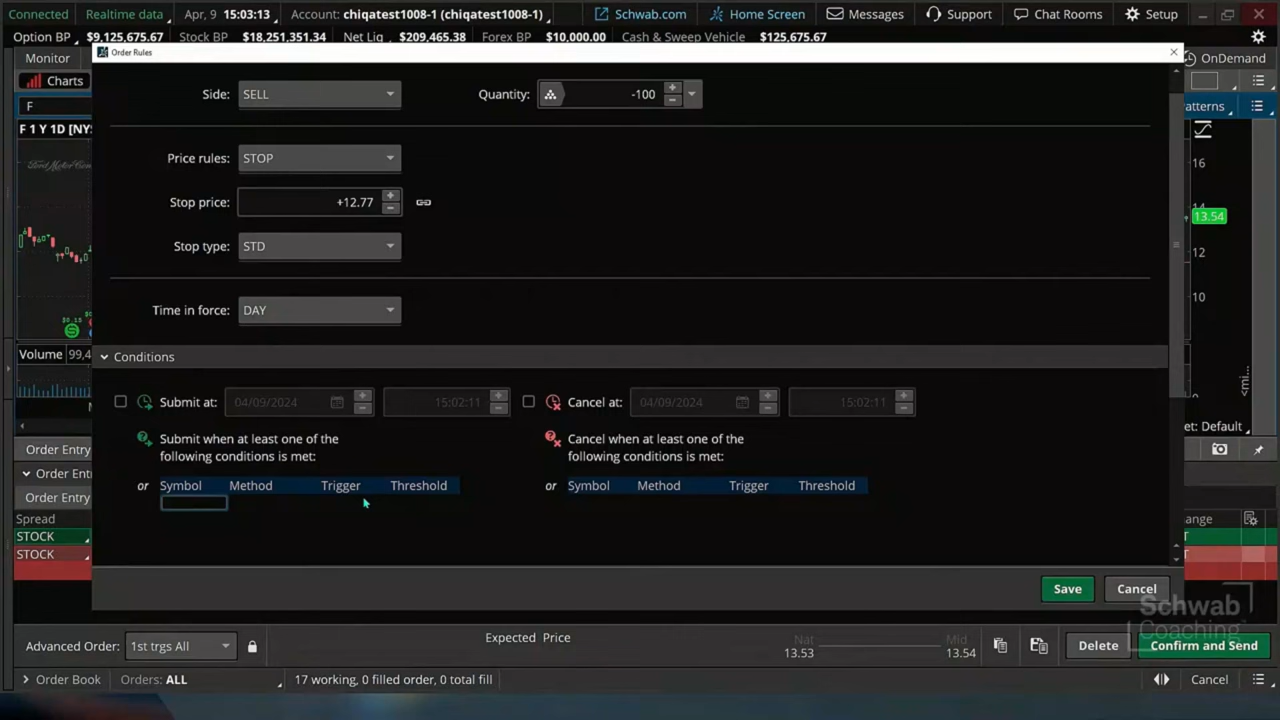 Connected Realtime data Apr, 9 15:03:13 Account: chiqatest1008-1 (chiqatest1008-1) Schwab.com Home Screen Messages Support Chat Rooms Setup
Option BP $9,125,675.67 Stock BP $18,251,351.34 Net Liq $209,465.38 Forex BP $10,000.00 Cash & Sweep Vehicle $125,675.67
Order Rules
Monitor
OnDemand
Charts
F
atterns
Side: SELL Quantity: -100
F 1 Y 1D [NY
Price rules: STOP
16
Stop price: +12.77
14
13.54
Stop type: STD
12
10
Time in force: DAY
$0.15
S
Volume 99,4
Conditions
<mi...
Submit at: 04/09/2024 15:02:11 Cancel at: 04/09/2024 15:02:11
et: Default
Submit when at least one of the
following conditions is met:
Cancel when at least one of the
following conditions is met:
Order Entry
Order Ent
or Symbol Method Trigger Threshold
or Symbol Method Trigger Threshold
Order Entry
Spread
ange
STOCK
T
STOCK
T
Save Cancel
Schwab
Coaching
Advanced Order: 1st trgs All
Expected Price
Nat
13.53
Mid
13.54
Delete Confirm and Send
Order Book Orders: ALL 17 working, 0 filled order, 0 total fill Cancel